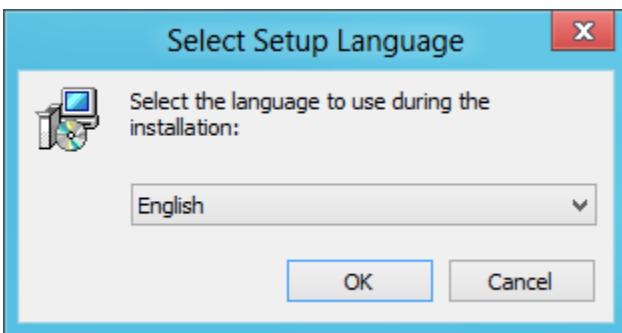 Select Setup Language
Select the language to use during the
installation:
English
OK
Cancel